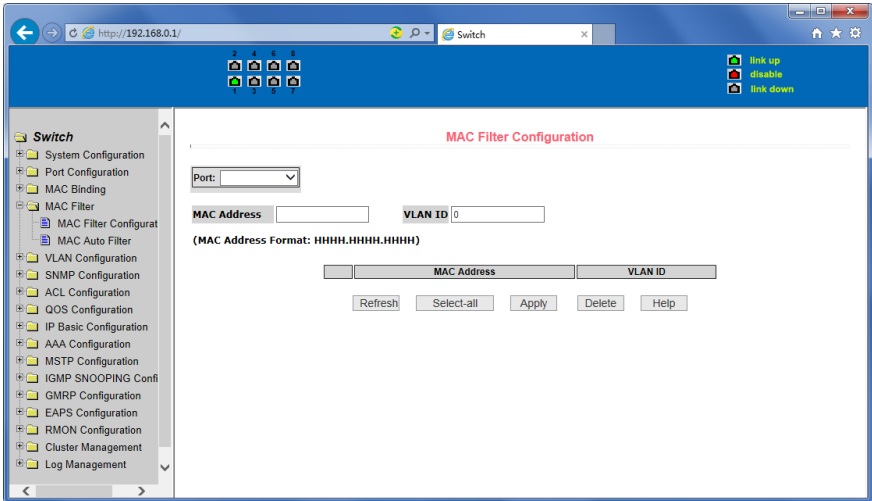 http://192.168.0.1/
Switch
2 4 6 8
1 3 5 7
link up
disable
link down
Switch
System Configuration
Port Configuration
MAC Binding
MAC Filter
MAC Filter Configurat
MAC Auto Filter
VLAN Configuration
SNMP Configuration
ACL Configuration
QOS Configuration
IP Basic Configuration
AAA Configuration
MSTP Configuration
IGMP SNOOPING Confi
GMRP Configuration
EAPS Configuration
RMON Configuration
Cluster Management
Log Management
MAC Filter Configuration
Port:
MAC Address VLAN ID 0
(MAC Address Format: HHHH.HHHH.HHHH)
MAC Address VLAN ID
Refresh Select-all Apply Delete Help